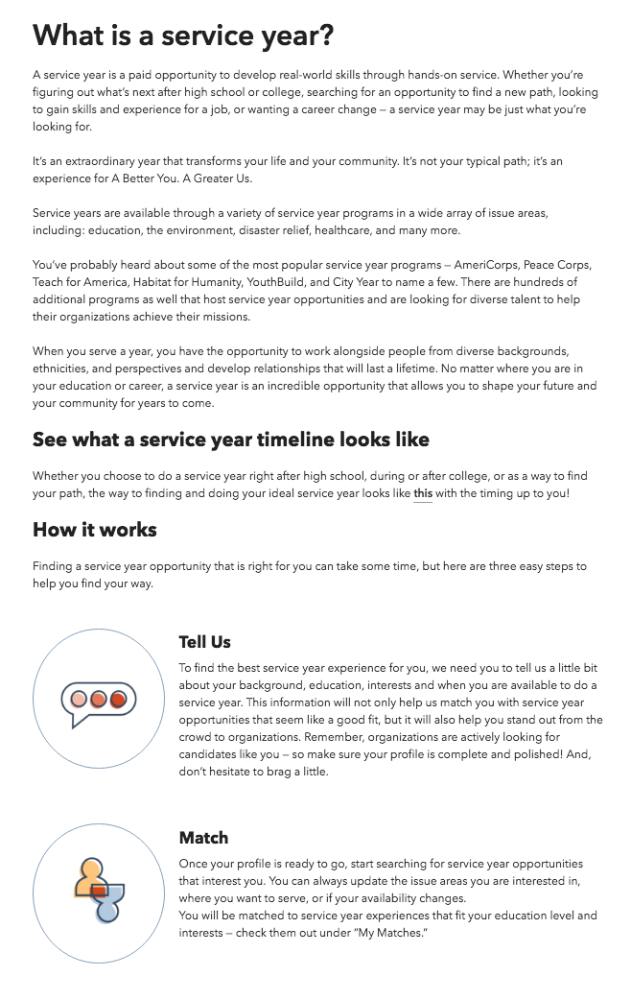 What is a service year?
A service year is a paid opportunity to develop real-world skills through hands-on service. Whether you’re
figuring out what’s next after high school or college, searching for an opportunity to find a new path, looking
to gain skills and experience for a job, or wanting a career change – a service year may be just what you’re
looking for.
It’s an extraordinary year that transforms your life and your community. It’s not your typical path; it’s an
experience for A Better You. A Greater Us.
Service years are available through a variety of service year programs in a wide array of issue areas,
including: education, the environment, disaster relief, healthcare, and many more.
You’ve probably heard about some of the most popular service year programs – AmeriCorps, Peace Corps,
Teach for America, Habitat for Humanity, YouthBuild, and City Year to name a few. There are hundreds of
additional programs as well that host service year opportunities and are looking for diverse talent to help
their organizations achieve their missions.
When you serve a year, you have the opportunity to work alongside people from diverse backgrounds,
ethnicities, and perspectives and develop relationships that will last a lifetime. No matter where you are in
your education or career, a service year is an incredible opportunity that allows you to shape your future and
your community for years to come.
See what a service year timeline looks like
Whether you choose to do a service year right after high school, during or after college, or as a way to find
your path, the way to finding and doing your ideal service year looks like this with the timing up to you!
How it works
Finding a service year opportunity that is right for you can take some time, but here are three easy steps to
help you find your way.
Tell Us
To find the best service year experience for you, we need you to tell us a little bit
about your background, education, interests and when you are available to do a
service year. This information will not only help us match you with service year
opportunities that seem like a good fit, but it will also help you stand out from the
crowd to organizations. Remember, organizations are actively looking for
candidates like you – so make sure your profile is complete and polished! And,
don’t hesitate to brag a little.
Match
Once your profile is ready to go, start searching for service year opportunities
that interest you. You can always update the issue areas you are interested in,
where you want to serve, or if your availability changes.
You will be matched to service year experiences that fit your education level and
interests – check them out under “My Matches.”